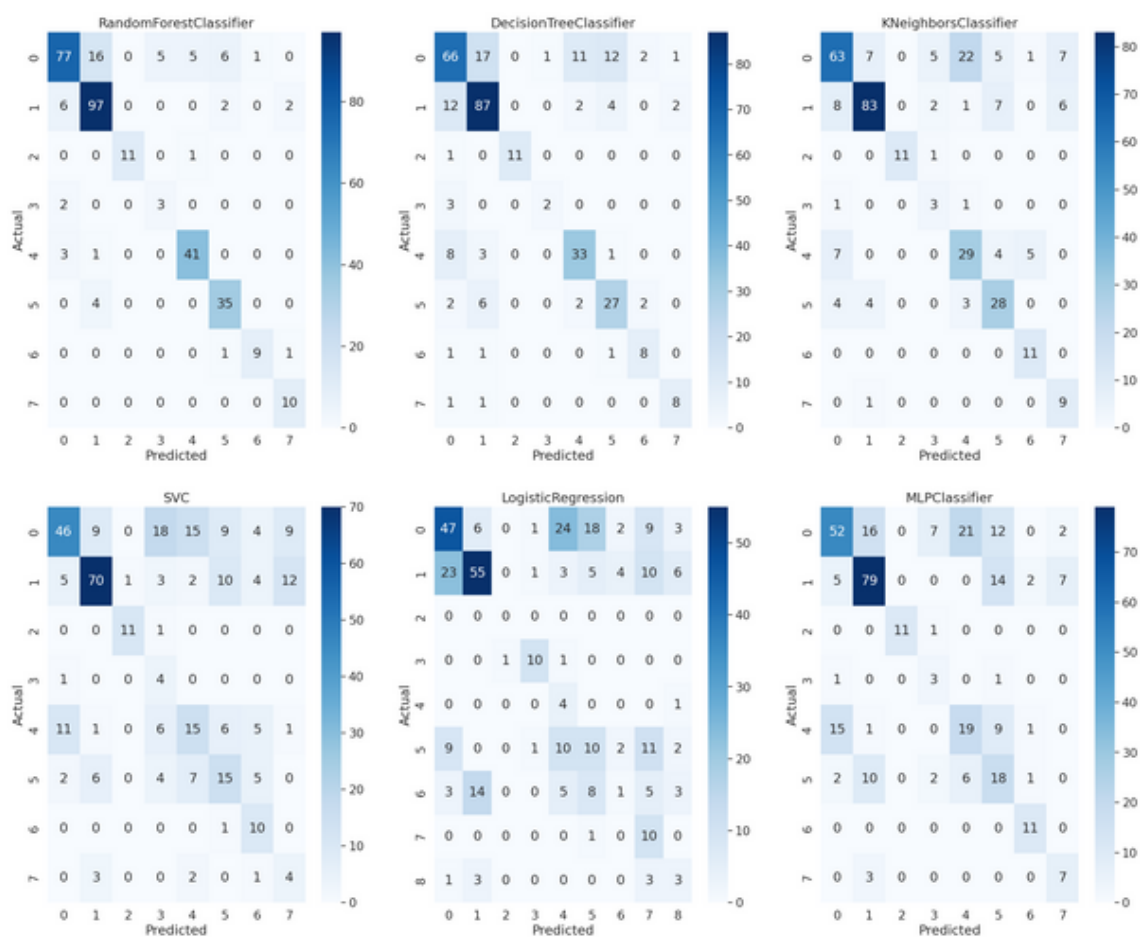 RandomForestClassifier
0 77 16 0 5 5 6 1 0
1 6 97 0 0 0 2 0 2
2 0 0 11 0 1 0 0 0
3 2 0 0 3 0 0 0 0
4 3 1 0 0 41 0 0 0
5 0 4 0 0 0 35 0 0
6 0 0 0 0 0 1 9 1
7 0 0 0 0 0 0 0 10
0 1 2 3 4 5 6 7
Actual
Predicted
80
60
40
20
0
DecisionTreeClassifier
0 66 17 0 1 11 12 2 1
1 12 87 0 0 2 4 0 2
2 1 0 11 0 0 0 0 0
3 3 0 0 2 0 0 0 0
4 8 3 0 0 33 1 0 0
5 2 6 0 0 2 27 2 0
6 1 1 0 0 0 1 8 0
7 1 1 0 0 0 0 0 8
0 1 2 3 4 5 6 7
Actual
Predicted
80
70
60
50
40
30
20
10
0
KNeighborsClassifier
0 63 7 0 5 22 5 1 7
1 8 83 0 2 1 7 0 6
2 0 0 11 1 0 0 0 0
3 1 0 0 3 1 0 0 0
4 7 0 0 0 29 4 5 0
5 4 4 0 0 3 28 0 0
6 0 0 0 0 0 0 11 0
7 0 1 0 0 0 0 0 9
0 1 2 3 4 5 6 7
Actual
Predicted
80
70
60
50
40
30
20
10
0
SVC
0 46 9 0 18 15 9 4 9
1 5 70 1 3 2 10 4 12
2 0 0 11 1 0 0 0 0
3 1 0 0 4 0 0 0 0
4 11 1 0 6 15 6 5 1
5 2 6 0 4 7 15 5 0
6 0 0 0 0 0 1 10 0
7 0 3 0 0 2 0 1 4
0 1 2 3 4 5 6 7
Actual
Predicted
70
60
50
40
30
20
10
0
LogisticRegression
0 47 6 0 1 24 18 2 9 3
1 23 55 0 1 3 5 4 10 6
2 0 0 0 0 0 0 0 0 0
3 0 0 1 10 1 0 0 0 0
4 0 0 0 0 4 0 0 0 1
5 9 0 0 1 10 10 2 11 2
6 3 14 0 0 5 8 1 5 3
7 0 0 0 0 0 1 0 10 0
8 1 3 0 0 0 0 0 3 3
0 1 2 3 4 5 6 7 8
Actual
Predicted
50
40
30
20
10
0
MLPClassifier
0 52 16 0 7 21 12 0 2
1 5 79 0 0 0 14 2 7
2 0 0 11 1 0 0 0 0
3 1 0 0 3 0 1 0 0
4 15 1 0 0 19 9 1 0
5 2 10 0 2 6 18 1 0
6 0 0 0 0 0 0 11 0
7 0 3 0 0 0 0 0 7
0 1 2 3 4 5 6 7
Actual
Predicted
70
60
50
40
30
20
10
0